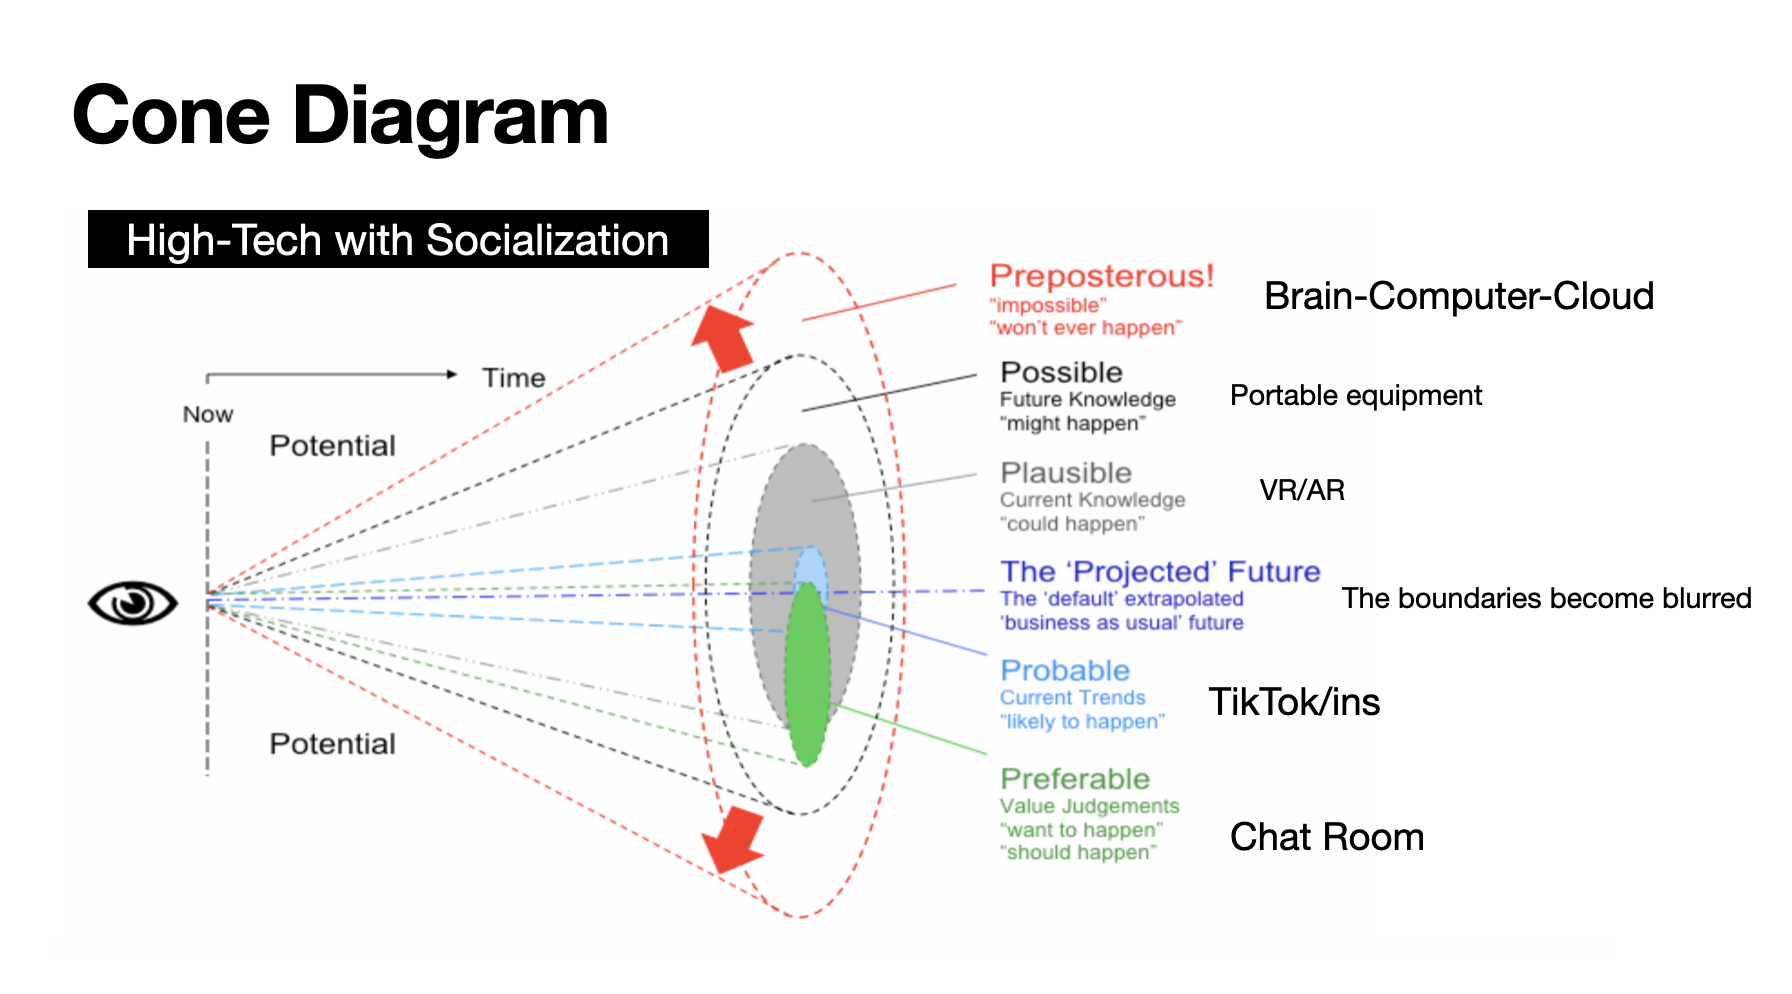 Cone Diagram
High-Tech with Socialization
Time
Now
Potential
Potential
Preposterous!
“impossible”
“won’t ever happen”
Brain-Computer-Cloud
Possible
Future Knowledge
“might happen”
Portable equipment
Plausible
Current Knowledge
“could happen”
VR/AR
The ‘Projected’ Future
The ‘default’ extrapolated
‘business as usual’ future
The boundaries become blurred
Probable
Current Trends
“likely to happen”
TikTok/ins
Preferable
Value Judgements
“want to happen”
“should happen”
Chat Room